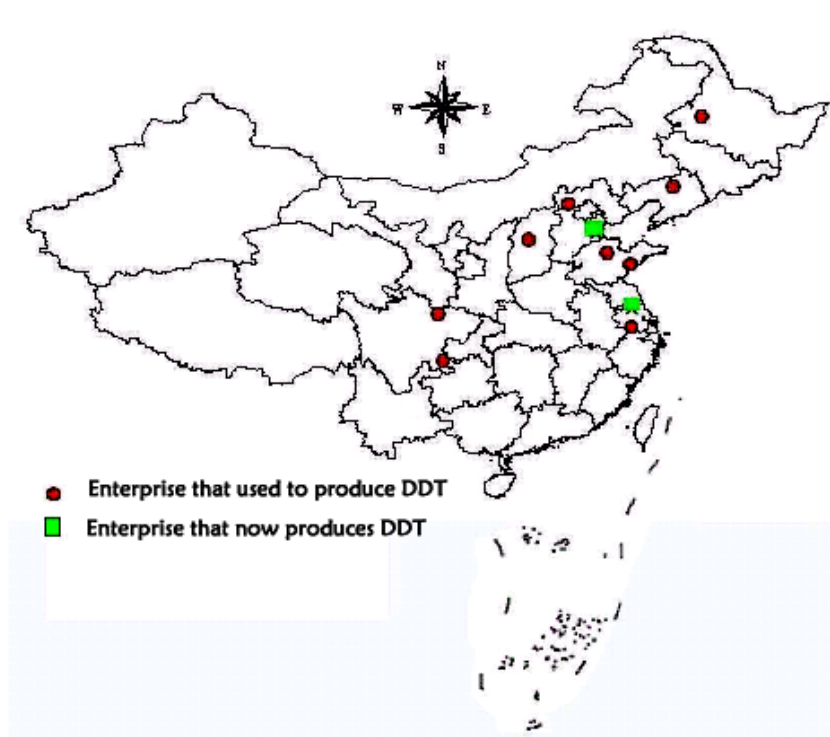 N
W E
S
Enterprise that used to produce DDT
Enterprise that now produces DDT